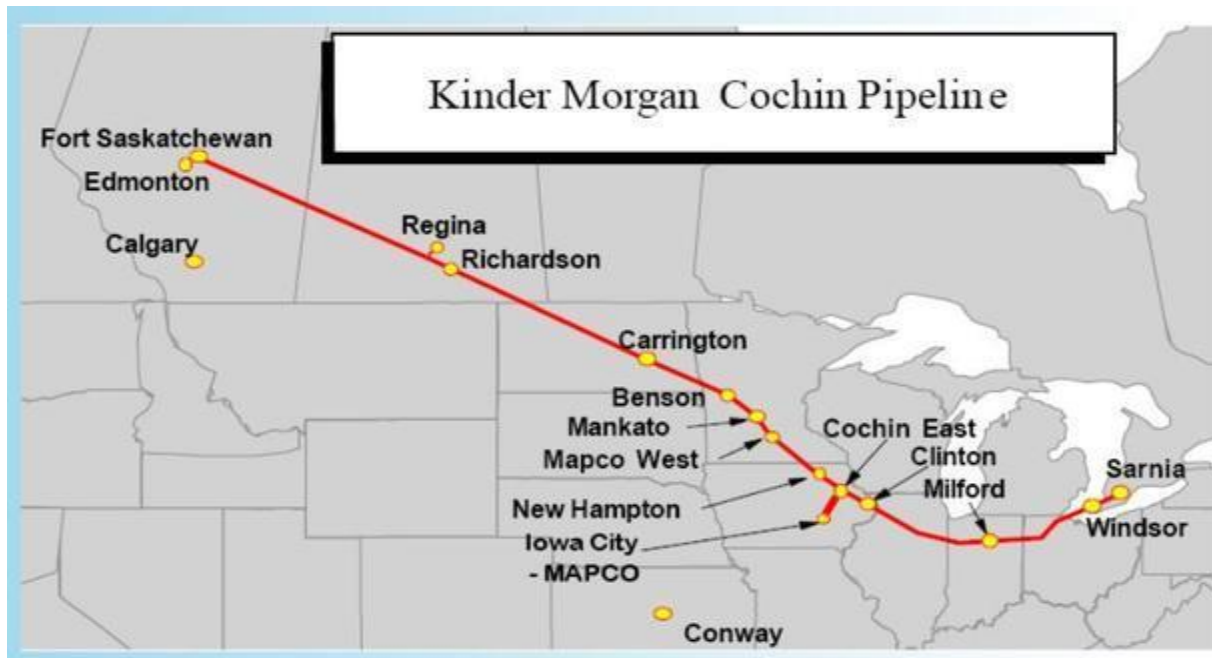 Kinder Morgan Cochin Pipeline
Fort Saskatchewan
Edmonton
Calgary
Regina
Richardson
Carrington
Benson
Mankato
Mapco West
Cochin East
Clinton
Milford
Sarnia
Windsor
New Hampton
Iowa City
- MAPCO
Conway